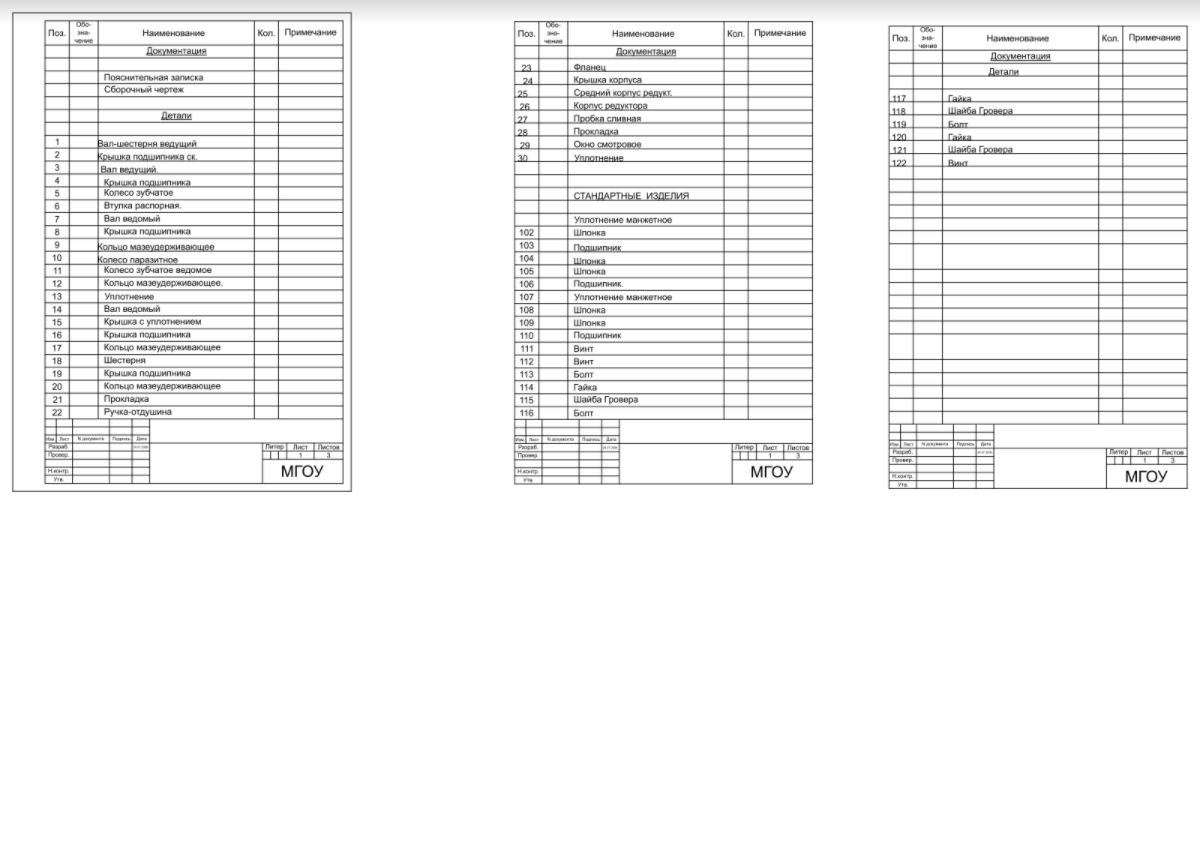 Поз. Обо- зна- чение Наименование Кол. Примечание
Документация
Пояснительная записка
Сборочный чертеж
Детали
1 Вал-шестерня ведущий
2 Крышка подшипника ск.
3 Вал ведущий.
4 Крышка подшипника
5 Колесо зубчатое
6 Втулка распорная.
7 Вал ведомый
8 Крышка подшипника
9 Кольцо мазеудерживающее
10 Колесо паразитное
11 Колесо зубчатое ведомое
12 Кольцо мазеудерживающее.
13 Уплотнение
14 Вал ведомый
15 Крышка с уплотнением
16 Крышка подшипника
17 Кольцо мазеудерживающее
18 Шестерня
19 Крышка подшипника
20 Кольцо мазеудерживающее
21 Прокладка
22 Ручка-отдушина
Изм. Лист N документа Подпись Дата
Разраб. Литер Лист Листов
Провер. 1 3
Н.контр. МГОУ
Утв.
Поз. Обо- зна- чение Наименование Кол. Примечание
Документация
23 Фланец
24 Крышка корпуса
25 Средний корпус редукт.
26 Корпус редуктора
27 Пробка сливная
28 Прокладка
29 Окно смотровое
30 Уплотнение
СТАНДАРТНЫЕ ИЗДЕЛИЯ
Уплотнение манжетное
102 Шпонка
103 Подшипник
104 Шпонка
105 Шпонка
106 Подшипник.
107 Уплотнение манжетное
108 Шпонка
109 Шпонка
110 Подшипник
111 Винт
112 Винт
113 Болт
114 Гайка
115 Шайба Гровера
116 Болт
Изм. Лист N документа Подпись Дата
Разраб. Литер Лист Листов
Провер. 1 3
Н.контр. МГОУ
Утв.
Поз. Обо- зна- чение Наименование Кол. Примечание
Документация
Детали
117 Гайка
118 Шайба Гровера
119 Болт
120 Гайка
121 Шайба Гровера
122 Винт
Изм. Лист N документа Подпись Дата
Разраб. Литер Лист Листов
Провер. 1 3
Н.контр. МГОУ
Утв.